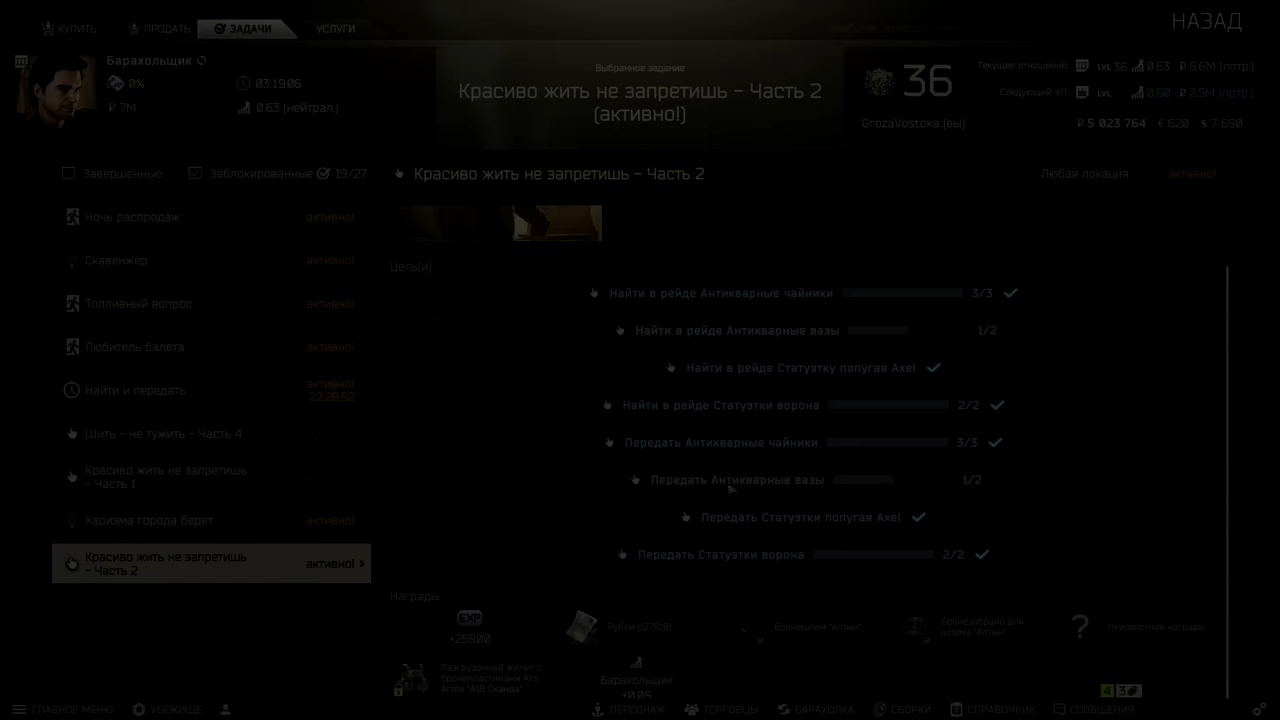 КУПИТЬ ПРОДАТЬ ЗАДАЧИ УСЛУГИ
НАЗАД
Барахольщик
0% 03:19:06
₽ 7M 0.63 (нейтрал.)
Выбранное задание
Красиво жить не запретишь - Часть 2
(активно!)
36
GrozaVostoka (вы)
Текущее отношение LVL 36 0.63 ₽ 6.6M (потр.)
Следующий УЛ LVL 0.60 ₽ 2.5M (потр.)
₽ 5 023 764 € 620 $ 7 690
Завершенные Заблокированные 19/27
Ночь распродаж активно!
Скавенжер активно!
Топливный вопрос активно!
Любитель балета активно!
Найти и передать активно!
22:28:52
Шить - не тужить - Часть 4
Красиво жить не запретишь
- Часть 1
Харизма города берет активно!
Красиво жить не запретишь
- Часть 2 активно!
Красиво жить не запретишь - Часть 2 Любая локация активно!
Цель(и)
Найти в рейде Антикварные чайники 3/3
Найти в рейде Антикварные вазы 1/2
Найти в рейде Статуэтку попугая Axel
Найти в рейде Статуэтки ворона 2/2
Передать Антикварные чайники 3/3
Передать Антикварные вазы 1/2
Передать Статуэтки попугая Axel
Передать Статуэтки ворона 2/2
Награды
EXP
+25900
Рубли (127819)
Бронешлем "Алтын"
Бронезабрало для
шлема "Алтын"
?
Неизвестная награда
Разгрузочный жилет с
бронепластинами Ars
Arma "A18 Сканда"
Барахольщик
+0.05
4 3
ГЛАВНОЕ МЕНЮ УБЕЖИЩЕ ПЕРСОНАЖ ТОРГОВЦЫ БАРАХОЛКА СБОРКИ СПРАВОЧНИК СООБЩЕНИЯ